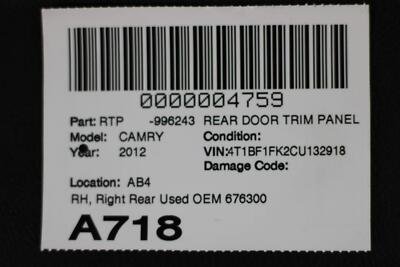 0000004759
Part: RTP -996243 REAR DOOR TRIM PANEL
Model: CAMRY Condition:
Year: 2012 VIN:4T1BF1FK2CU132918
Damage Code:
Location: AB4
RH, Right Rear Used OEM 676300
A718